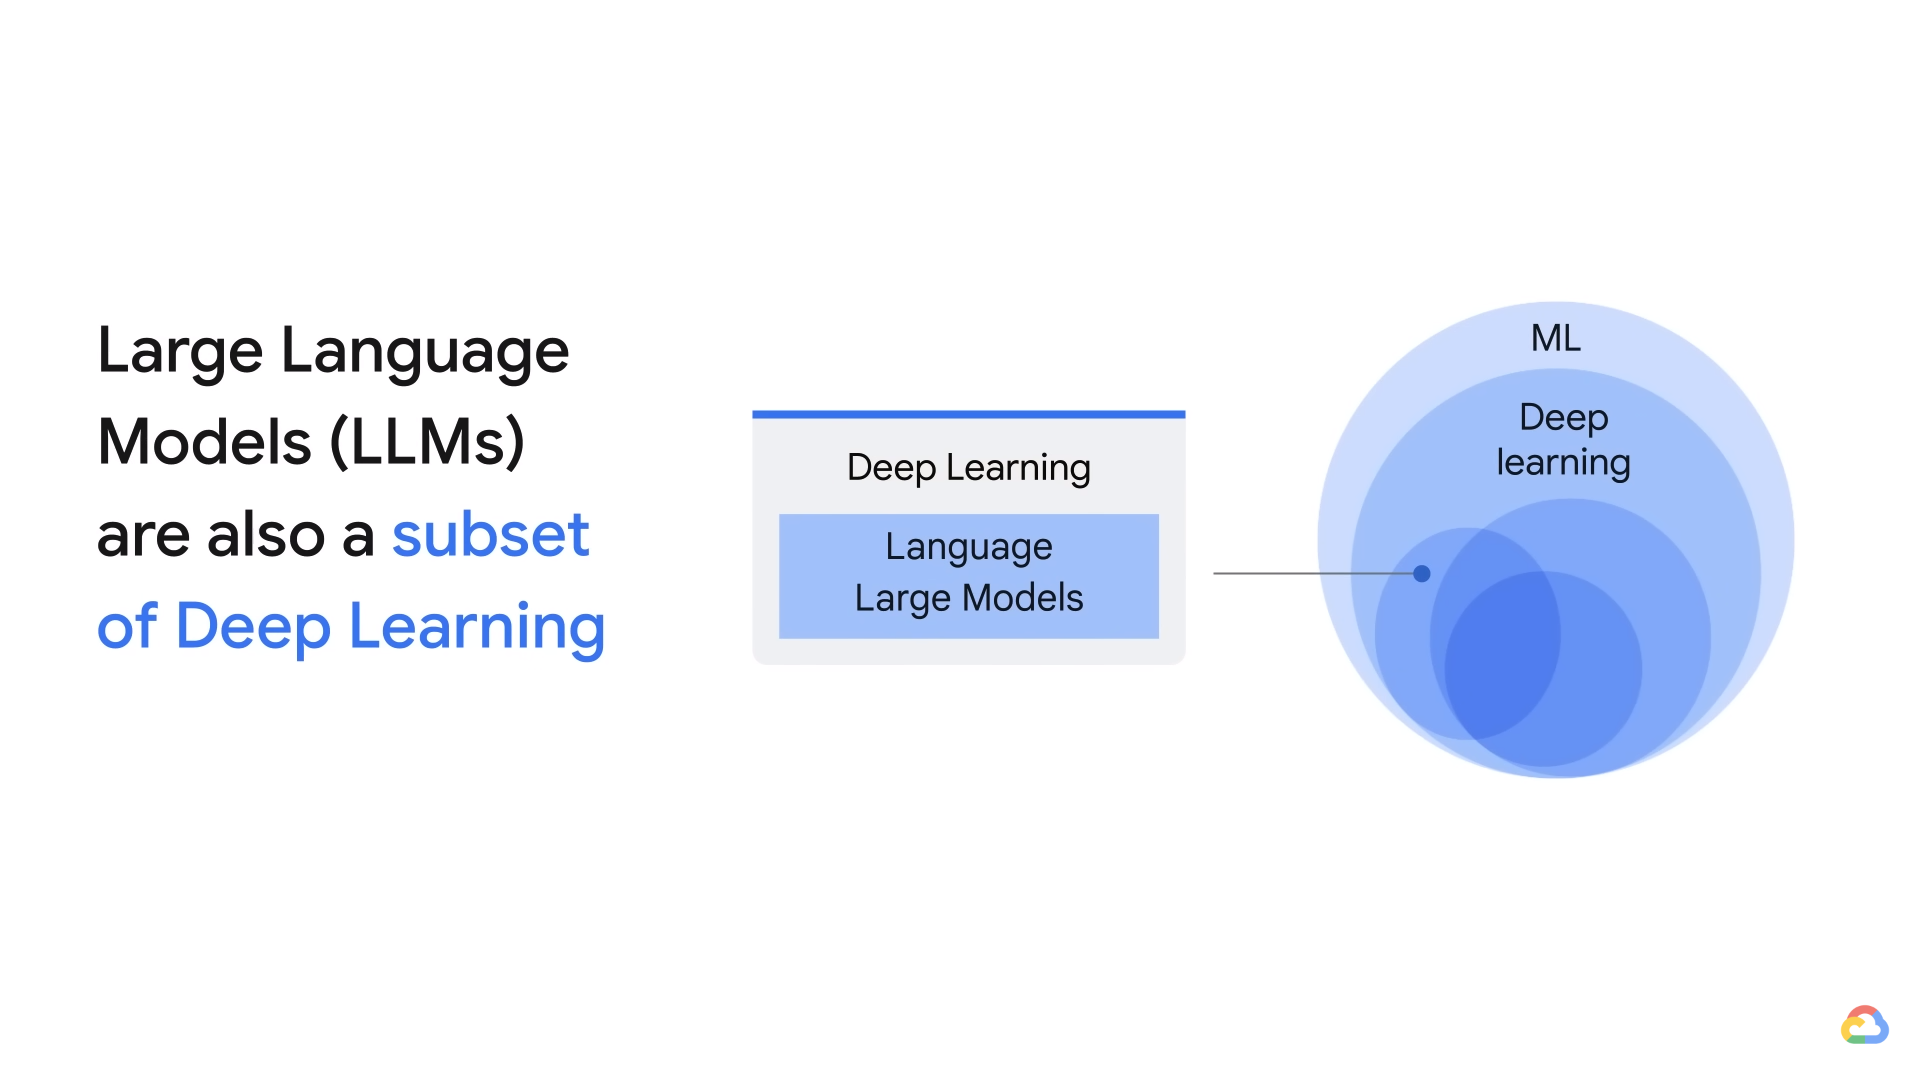 Large Language
Models (LLMs)
are also a subset
of Deep Learning
Deep Learning
Language
Large Models
ML
Deep
learning